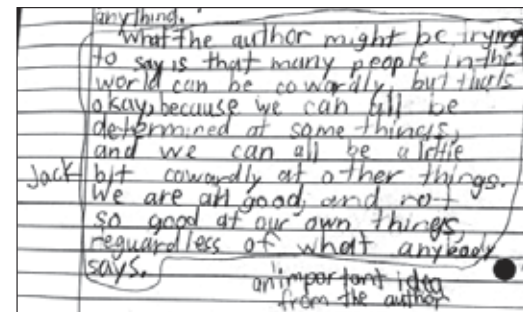 anything.
What the author might be trying
to say is that many people in the
world can be cowardly, but thats
okay, because we can all be
determined at some things,
and we can all be a little
Jack bit cowardly at other things.
We are all good, and not
so good at our own things,
reguardless of what anybody
says.
an important idea
from the author